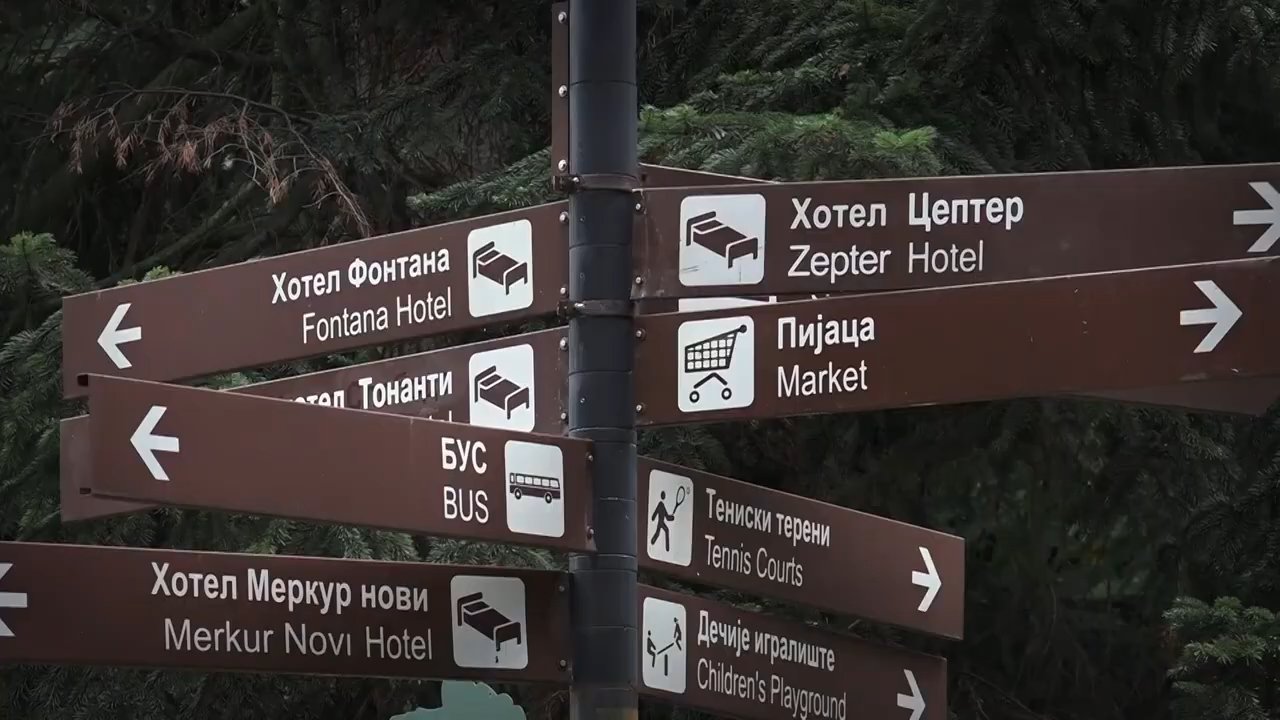 Хотел Фонтана
Fontana Hotel
Тонанти
БУС
BUS
Хотел Меркур нови
Merkur Novi Hotel
Хотел Цептер
Zepter Hotel
Пијаца
Market
Тениски терени
Tennis Courts
Дечије игралиште
Children's Playground